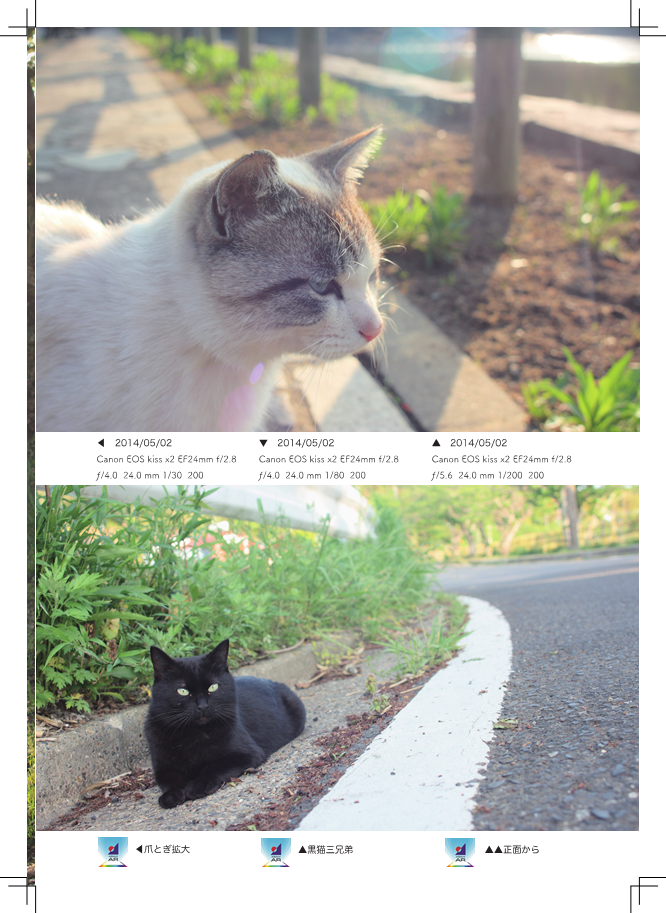 ◀ 2014/05/02
Canon EOS kiss x2 EF24mm f/2.8
ƒ/4.0 24.0 mm 1/30 200
▼ 2014/05/02
Canon EOS kiss x2 EF24mm f/2.8
ƒ/4.0 24.0 mm 1/80 200
▲ 2014/05/02
Canon EOS kiss x2 EF24mm f/2.8
ƒ/5.6 24.0 mm 1/200 200
AR ◀爪とぎ拡大
AR ▲黒猫三兄弟
AR ▲▲正面から